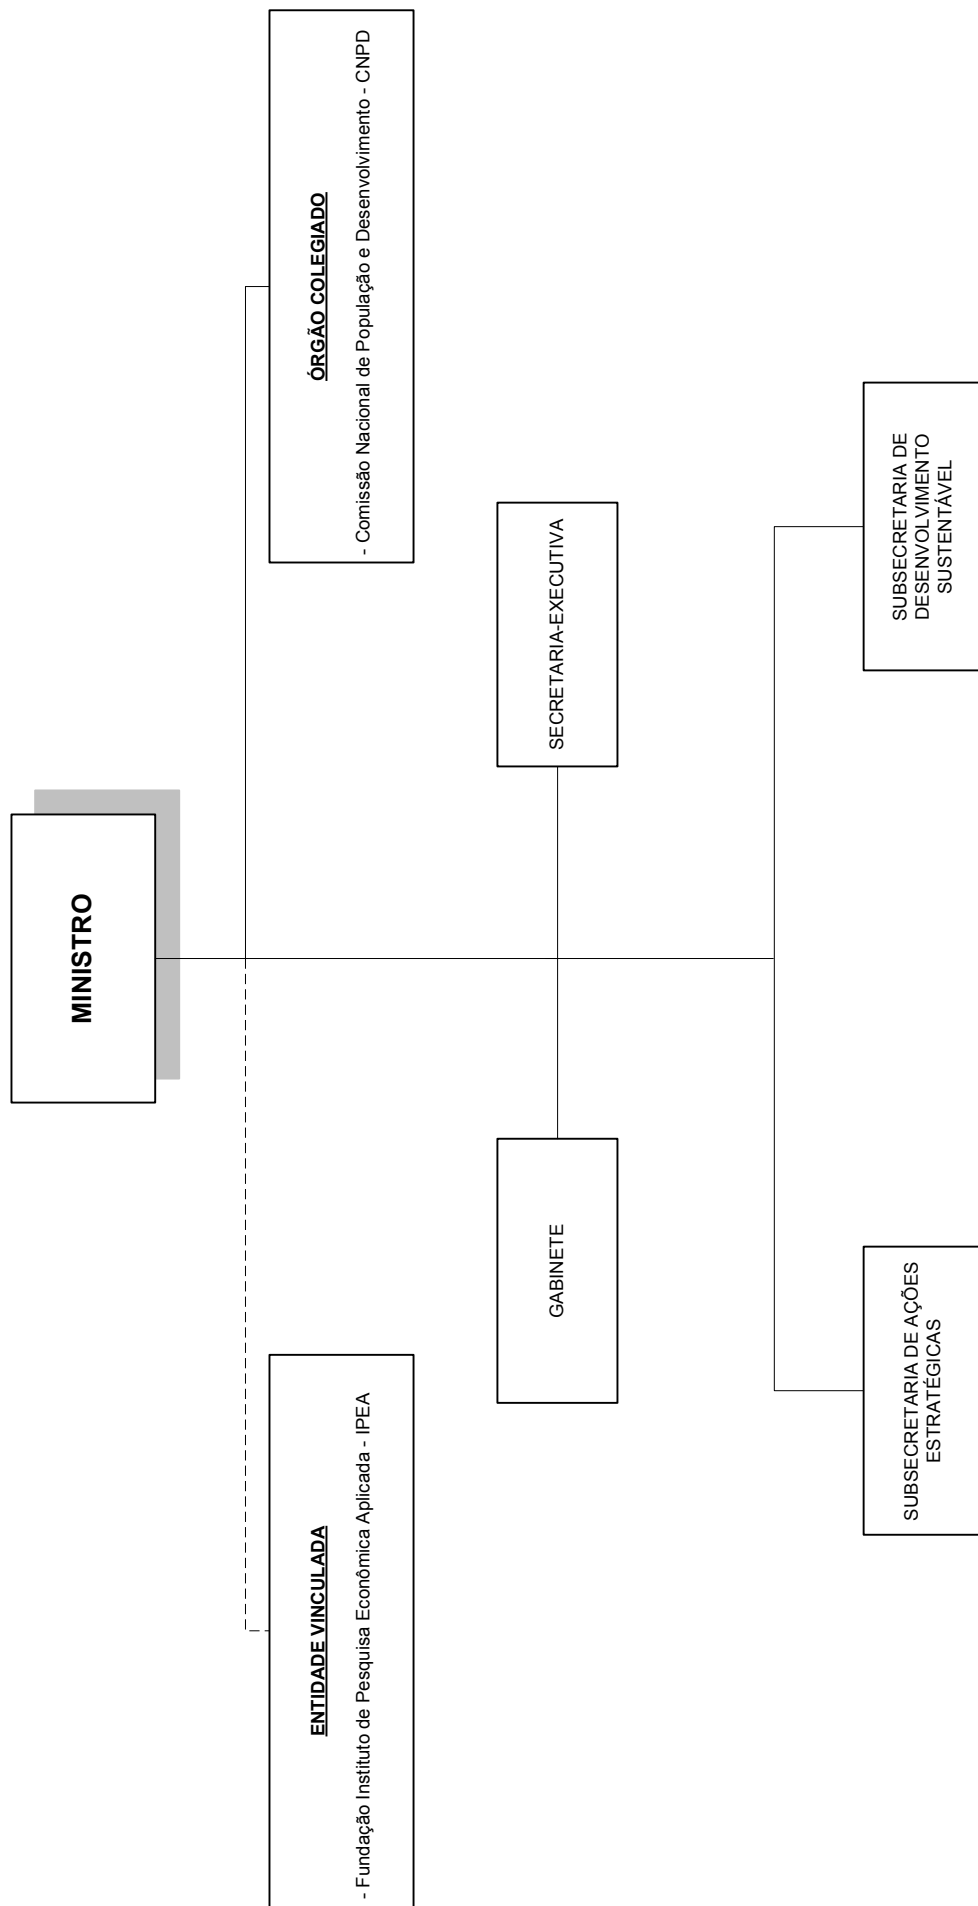 MINISTRO
ENTIDADE VINCULADA
- Fundação Instituto de Pesquisa Econômica Aplicada - IPEA
ÓRGÃO COLEGIADO
- Comissão Nacional de População e Desenvolvimento - CNPD
GABINETE
SECRETARIA-EXECUTIVA
SUBSECRETARIA DE AÇÕES
ESTRATÉGICAS
SUBSECRETARIA DE
DESENVOLVIMENTO
SUSTENTÁVEL